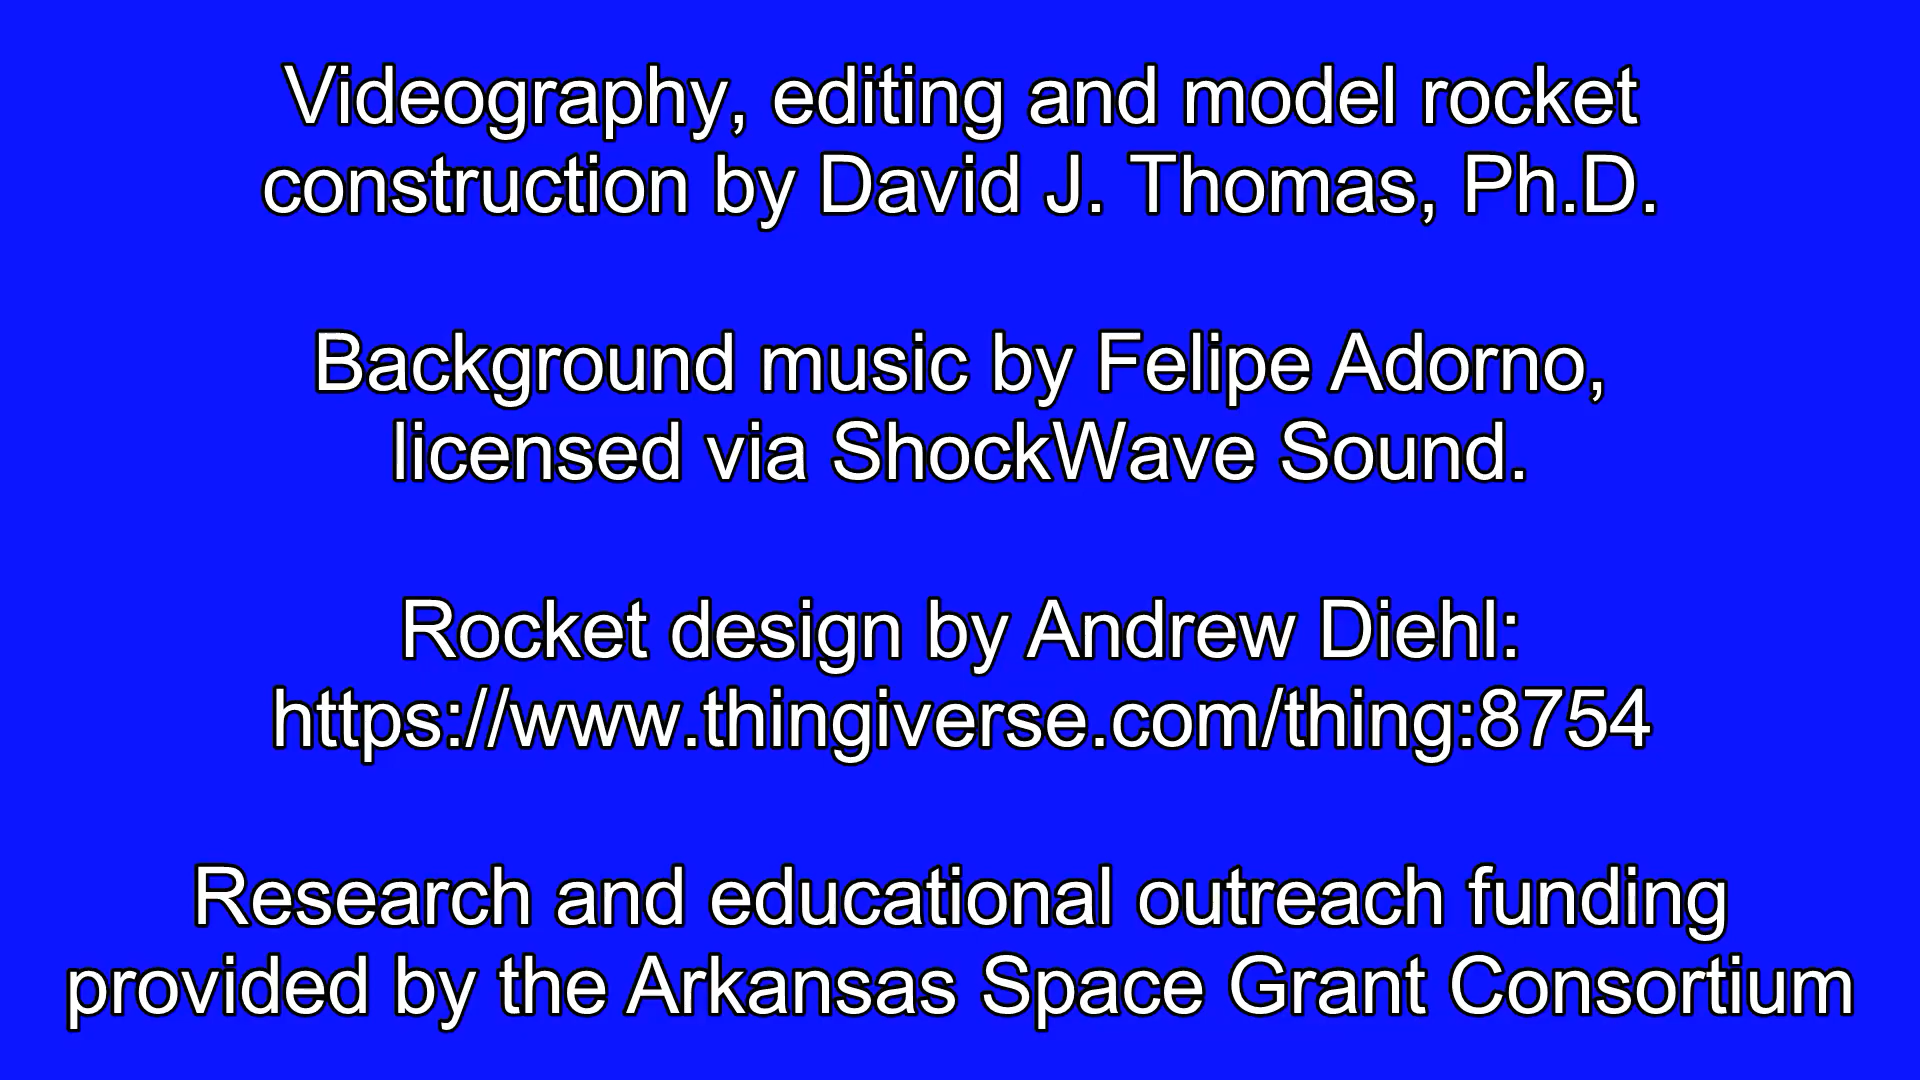 Videography, editing and model rocket
construction by David J. Thomas, Ph.D.
Background music by Felipe Adorno,
licensed via ShockWave Sound.
Rocket design by Andrew Diehl:
https://www.thingiverse.com/thing:8754
Research and educational outreach funding
provided by the Arkansas Space Grant Consortium